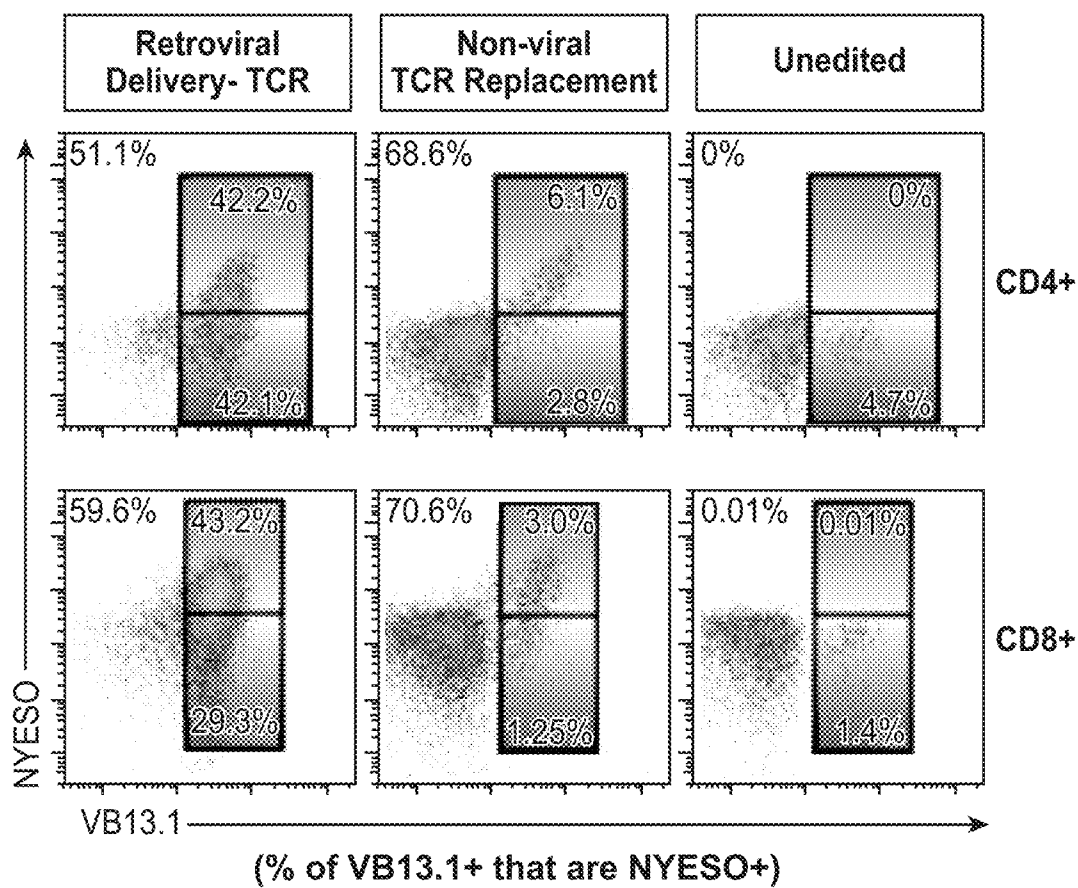 Retroviral
Delivery- TCR
Non-viral
TCR Replacement
Unedited
51.1%
42.2%
42.1%
68.6%
6.1%
2.8%
0%
0%
4.7%
CD4+
59.6%
43.2%
29.3%
70.6%
3.0%
1.25%
0.01%
0.01%
1.4%
CD8+
NYESO
VB13.1
(% of VB13.1+ that are NYESO+)